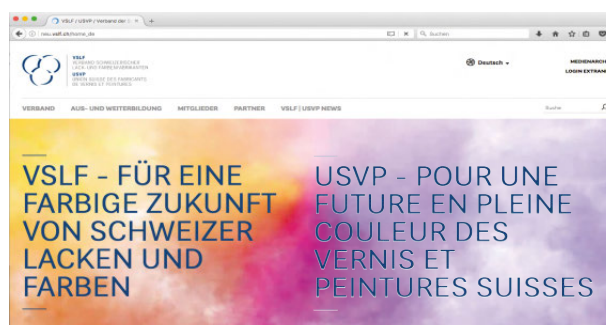 VSLF / USVP / Verband der S
neu.vslf.ch/home_de
Suchen
VSLF
VERBAND SCHWEIZERISCHER
LACK- UND FARBENFABRIKANTEN
USVP
UNION SUISSE DES FABRICANTS
DE VERNIS ET PEINTURES
Deutsch
MEDIENARCH
LOGIN EXTRAN
VERBAND AUS- UND WEITERBILDUNG MITGLIEDER PARTNER VSLF | USVP NEWS
Suche
VSLF – FÜR EINE
FARBIGE ZUKUNFT
VON SCHWEIZER
LACKEN UND
FARBEN
USVP - POUR UNE
FUTURE EN PLEINE
COULEUR DES
VERNIS ET
PEINTURES SUISSES